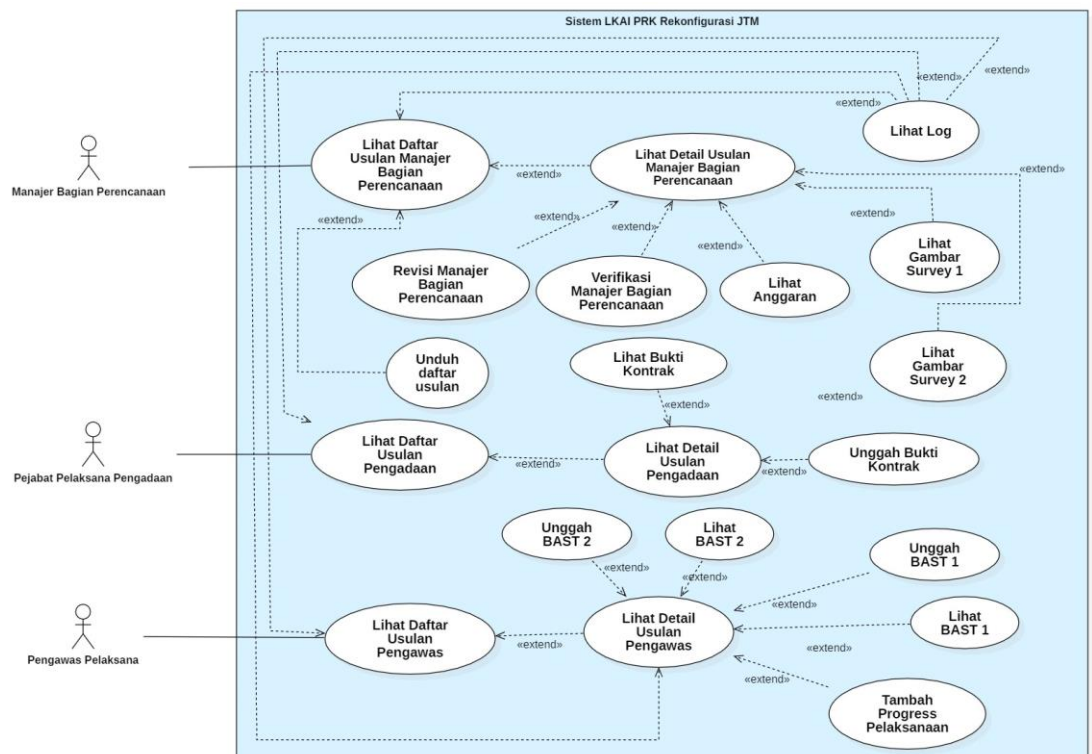 Sistem LKAI PRK Rekonfigurasi JTM
«extend»
«extend»
«extend»
Lihat Log
Manajer Bagian Perencanaan
Lihat Daftar
Usulan Manajer
Bagian
Perencanaan
«extend»
Lihat Detail Usulan
Manajer Bagian
Perencanaan
«extend»
«extend»
«extend»
«extend»
«extend»
Lihat
Gambar
Survey 1
Revisi Manajer
Bagian
Perencanaan
Verifikasi
Manajer Bagian
Perencanaan
Lihat
Anggaran
Unduh
daftar
usulan
Lihat Bukti
Kontrak
Lihat
Gambar
Survey 2
«extend»
«extend»
Pejabat Pelaksana Pengadaan
Lihat Daftar
Usulan
Pengadaan
«extend»
Lihat Detail
Usulan
Pengadaan
«extend»
Unggah Bukti
Kontrak
Unggah
BAST 2
Lihat
BAST 2
Unggah
BAST 1
«extend»
«extend»
«extend»
Pengawas Pelaksana
Lihat Daftar
Usulan
Pengawas
«extend»
Lihat Detail
Usulan
Pengawas
Lihat
BAST 1
«extend»
«extend»
Tambah
Progress
Pelaksanaan